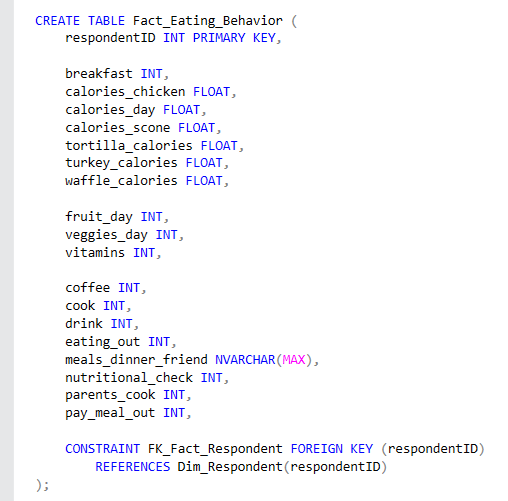 CREATE TABLE Fact_Eating_Behavior (
respondentID INT PRIMARY KEY,
breakfast INT,
calories_chicken FLOAT,
calories_day FLOAT,
calories_scone FLOAT,
tortilla_calories FLOAT,
turkey_calories FLOAT,
waffle_calories FLOAT,
fruit_day INT,
veggies_day INT,
vitamins INT,
coffee INT,
cook INT,
drink INT,
eating_out INT,
meals_dinner_friend NVARCHAR(MAX),
nutritional_check INT,
parents_cook INT,
pay_meal_out INT,
CONSTRAINT FK_Fact_Respondent FOREIGN KEY (respondentID)
REFERENCES Dim_Respondent(respondentID)
);